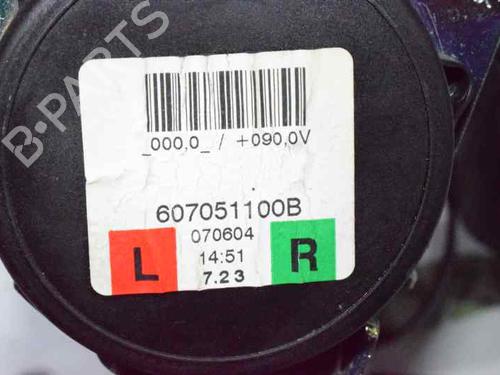 B-PARTS
_000,0_ / +090,0V
607051100B
070604
14:51
7.23
L
R